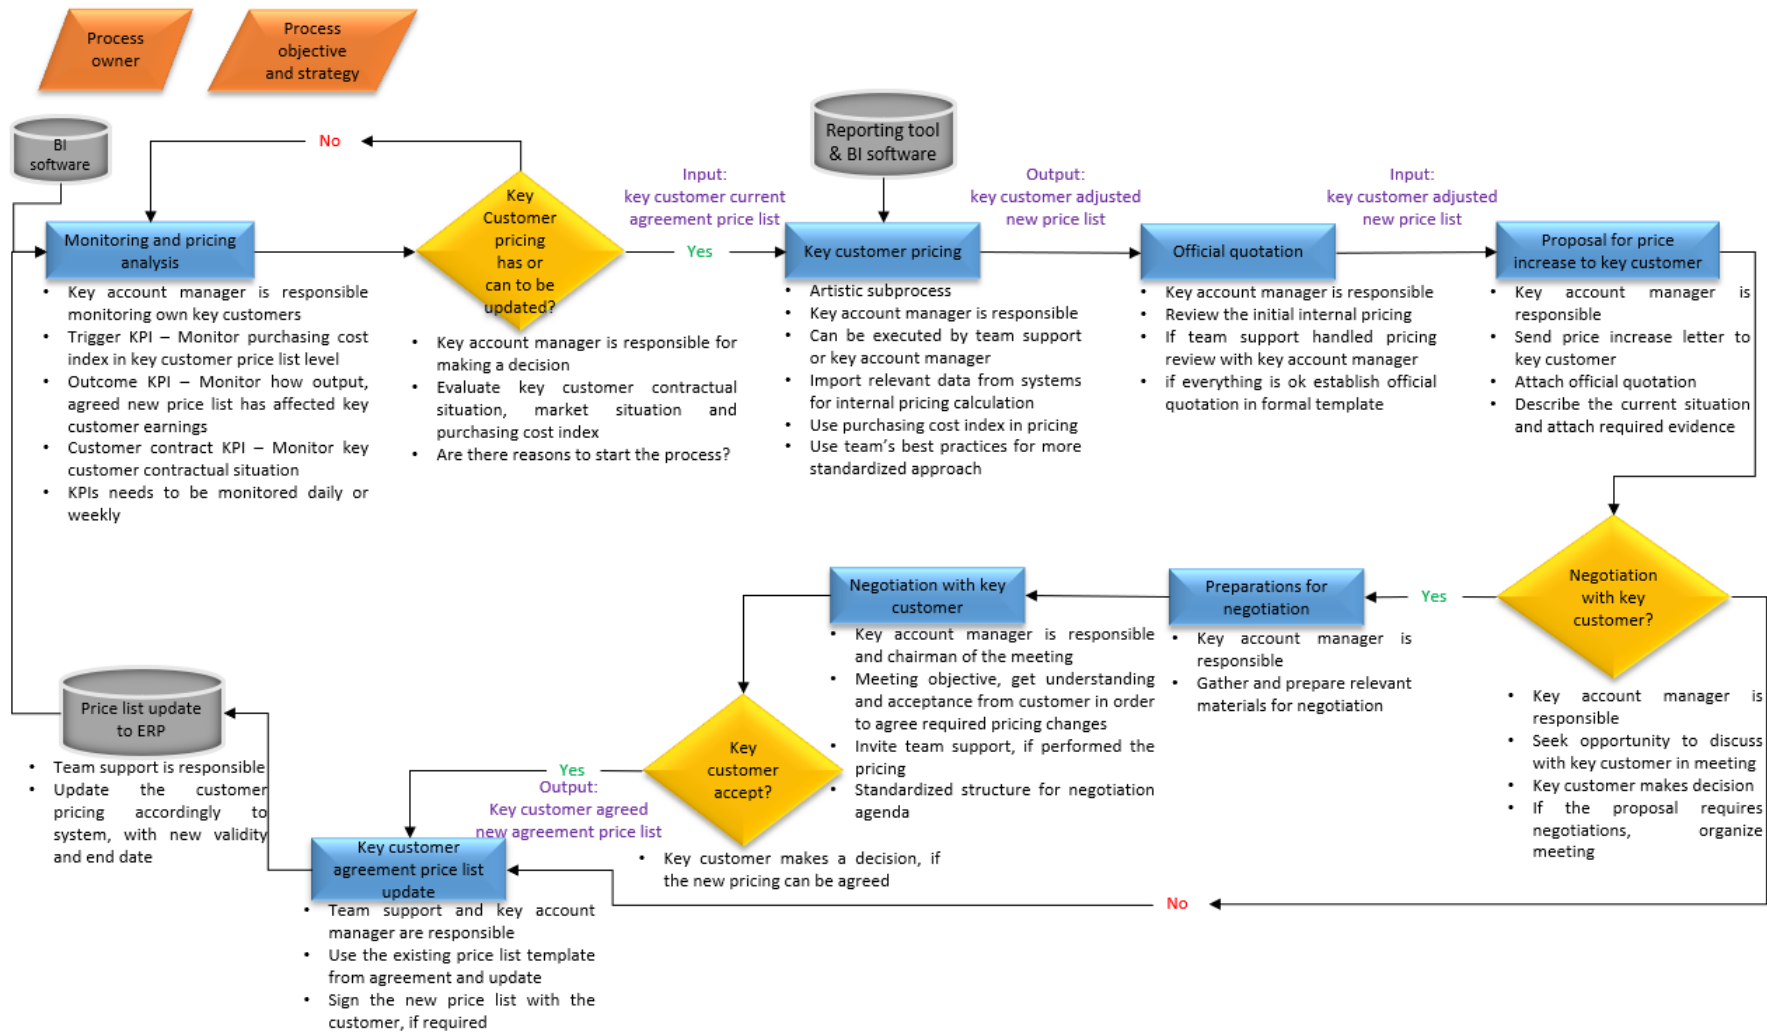 Process
owner
Process
objective
and strategy
BI
software
No
Key
Customer
pricing
has or
can to be
updated?
Input:
key customer current
agreement price list
Yes
Reporting tool
& BI software
Output:
key customer adjusted
new price list
Input:
key customer adjusted
new price list
Monitoring and pricing
analysis
• Key account manager is responsible
monitoring own key customers
• Trigger KPI – Monitor purchasing cost
index in key customer price list level
• Outcome KPI – Monitor how output,
agreed new price list has affected key
customer earnings
• Customer contract KPI – Monitor key
customer contractual situation
• KPIs needs to be monitored daily or
weekly
• Key account manager is responsible for
making a decision
• Evaluate key customer contractual
situation, market situation and
purchasing cost index
• Are there reasons to start the process?
Key customer pricing
• Artistic subprocess
• Key account manager is responsible
• Can be executed by team support
or key account manager
• Import relevant data from systems
for internal pricing calculation
• Use purchasing cost index in pricing
• Use team's best practices for more
standardized approach
Official quotation
• Key account manager is responsible
• Review the initial internal pricing
• If team support handled pricing
review with key account manager
• if everything is ok establish official
quotation in formal template
Proposal for price
increase to key customer
• Key account manager is
responsible
• Send price increase letter to
key customer
• Attach official quotation
• Describe the current situation
and attach required evidence
Negotiation
with key
customer?
• Key account manager is
responsible
• Seek opportunity to discuss
with key customer in meeting
• Key customer makes decision
• If the proposal requires
negotiations, organize
meeting
Yes
Preparations for
negotiation
• Key account manager is
responsible
• Gather and prepare relevant
materials for negotiation
Negotiation with key
customer
• Key account manager is responsible
and chairman of the meeting
• Meeting objective, get understanding
and acceptance from customer in order
to agree required pricing changes
• Invite team support, if performed the
pricing
• Standardized structure for negotiation
agenda
Key
customer
accept?
• Key customer makes a decision, if
the new pricing can be agreed
Yes
Output:
Key customer agreed
new agreement price list
No
Key customer
agreement price list
update
• Team support and key account
manager are responsible
• Use the existing price list template
from agreement and update
• Sign the new price list with the
customer, if required
Price list update
to ERP
• Team support is responsible
• Update the customer
pricing accordingly to
system, with new validity
and end date